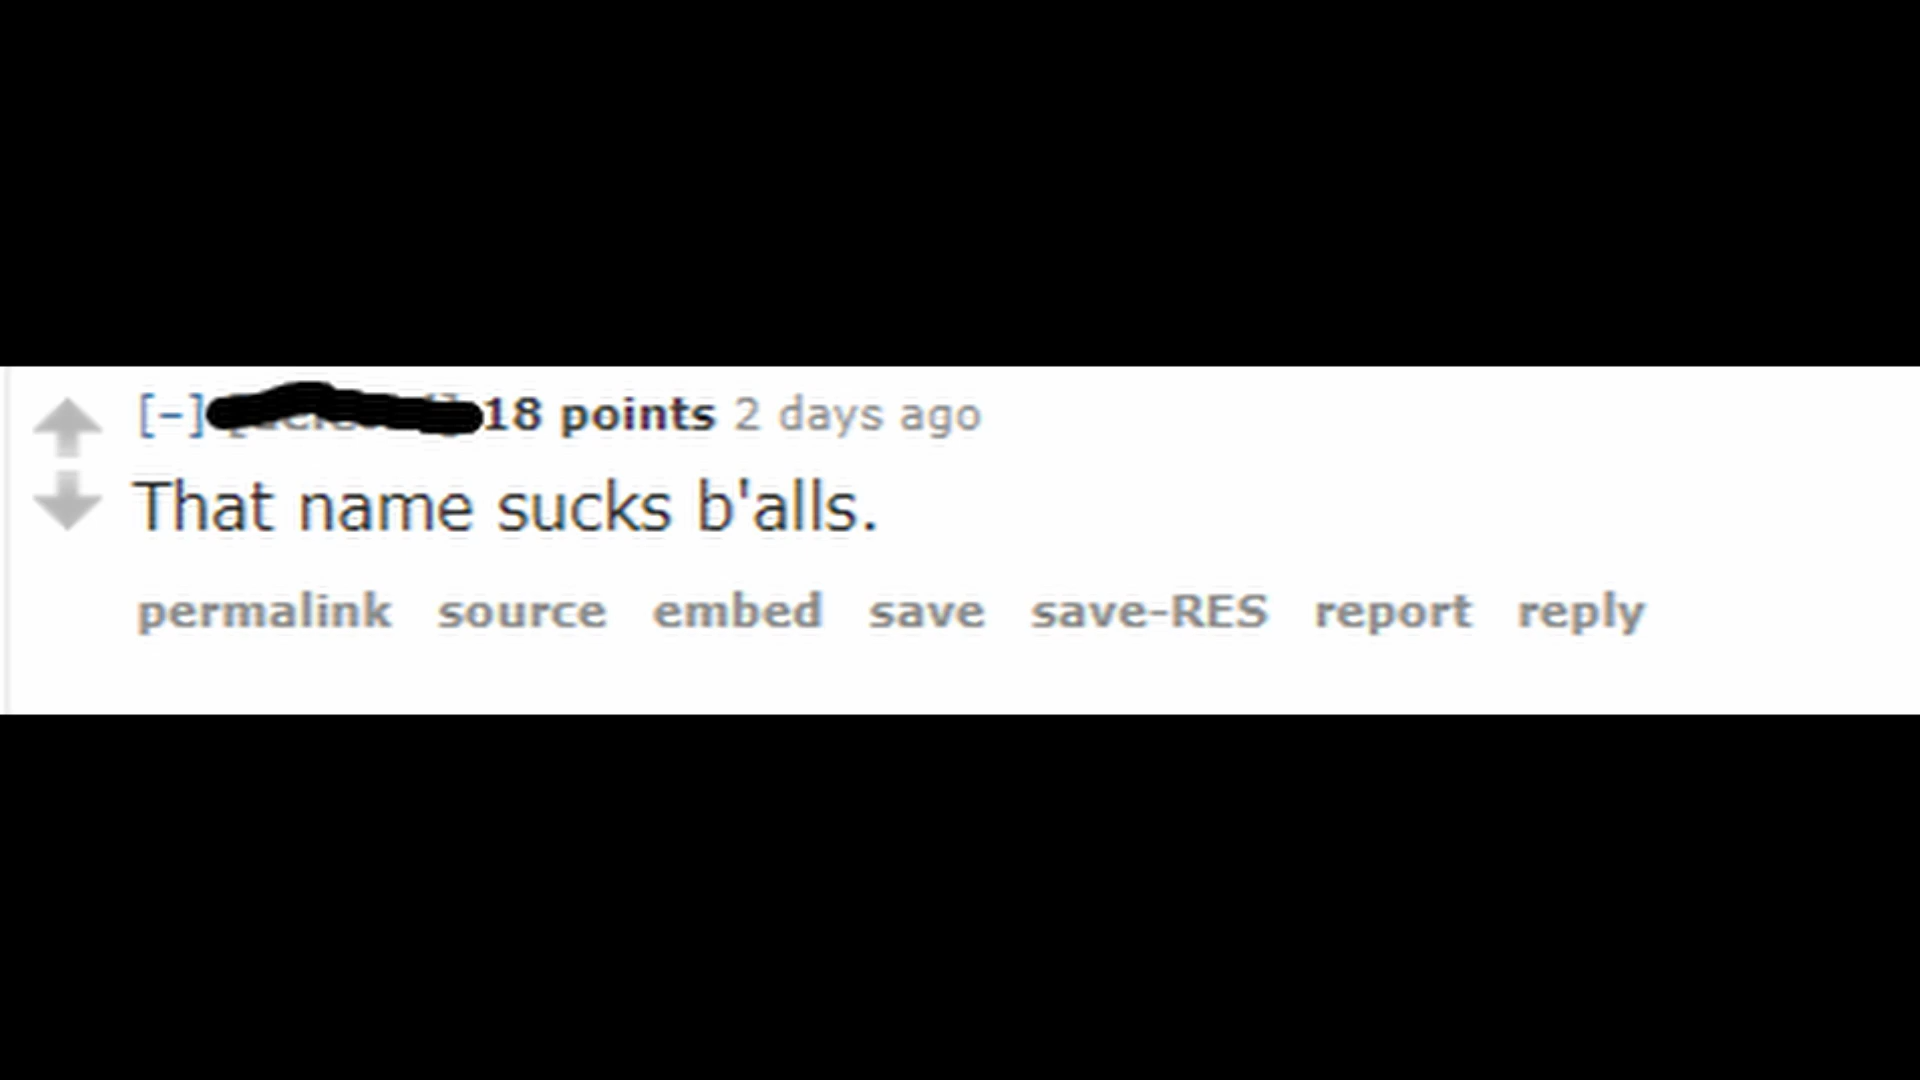 [-] 18 points 2 days ago
That name sucks b'alls.
permalink source embed save save-RES report reply